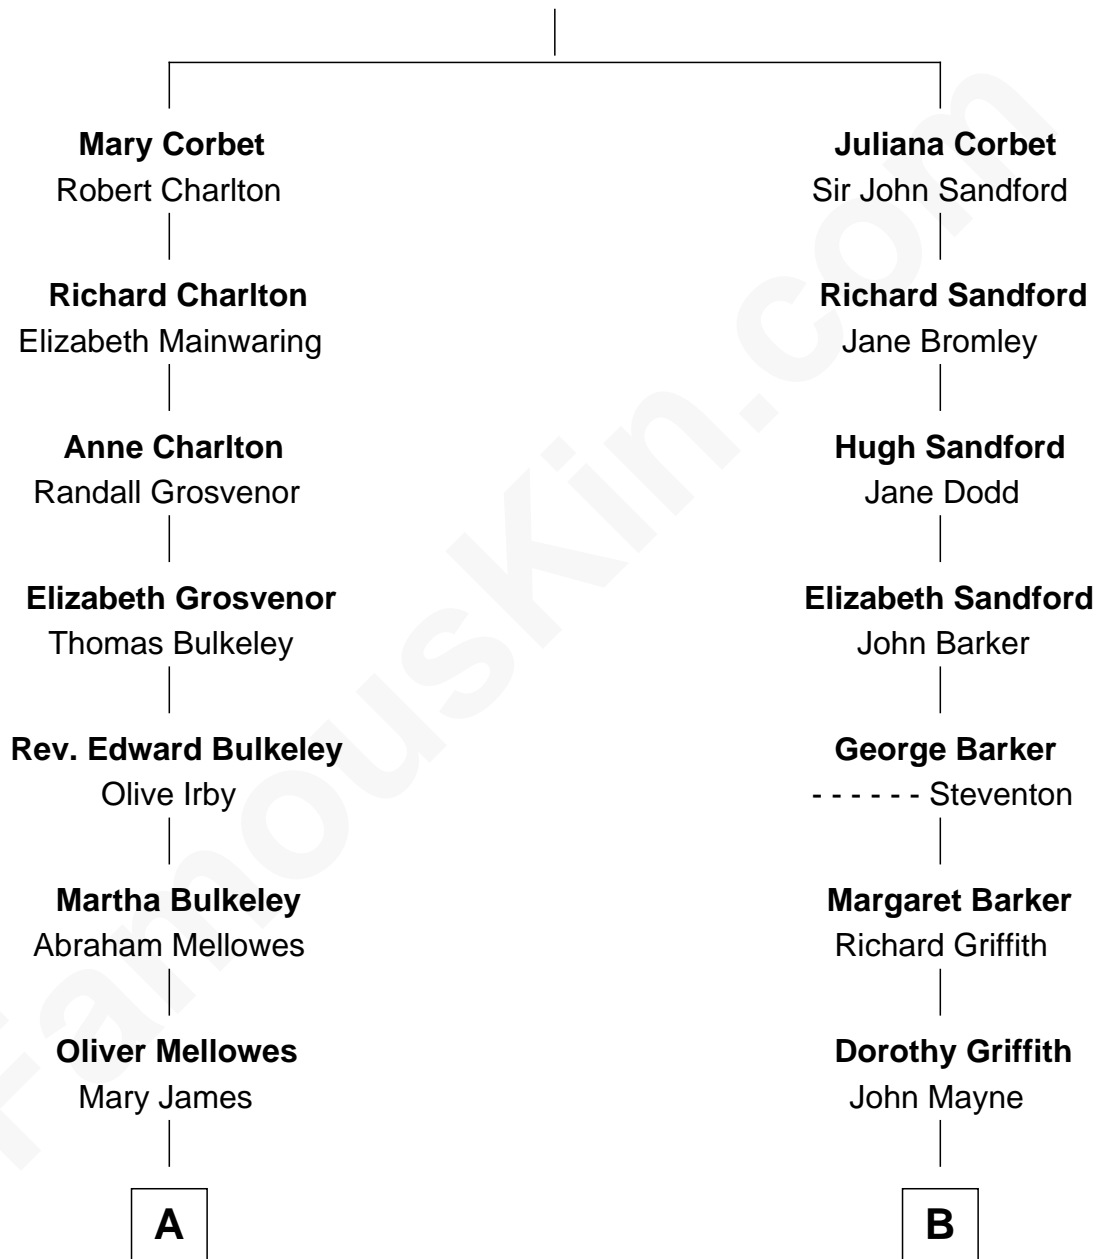 Mary Corbet
Robert Charlton
Richard Charlton
Elizabeth Mainwaring
Anne Charlton
Randall Grosvenor
Elizabeth Grosvenor
Thomas Bulkeley
Rev. Edward Bulkeley
Olive Irby
Martha Bulkeley
Abraham Mellowes
Oliver Mellowes
Mary James
A
Juliana Corbet
Sir John Sandford
Richard Sandford
Jane Bromley
Hugh Sandford
Jane Dodd
Elizabeth Sandford
John Barker
George Barker
- - - - - - Steventon
Margaret Barker
Richard Griffith
Dorothy Griffith
John Mayne
B
FamousKin.com